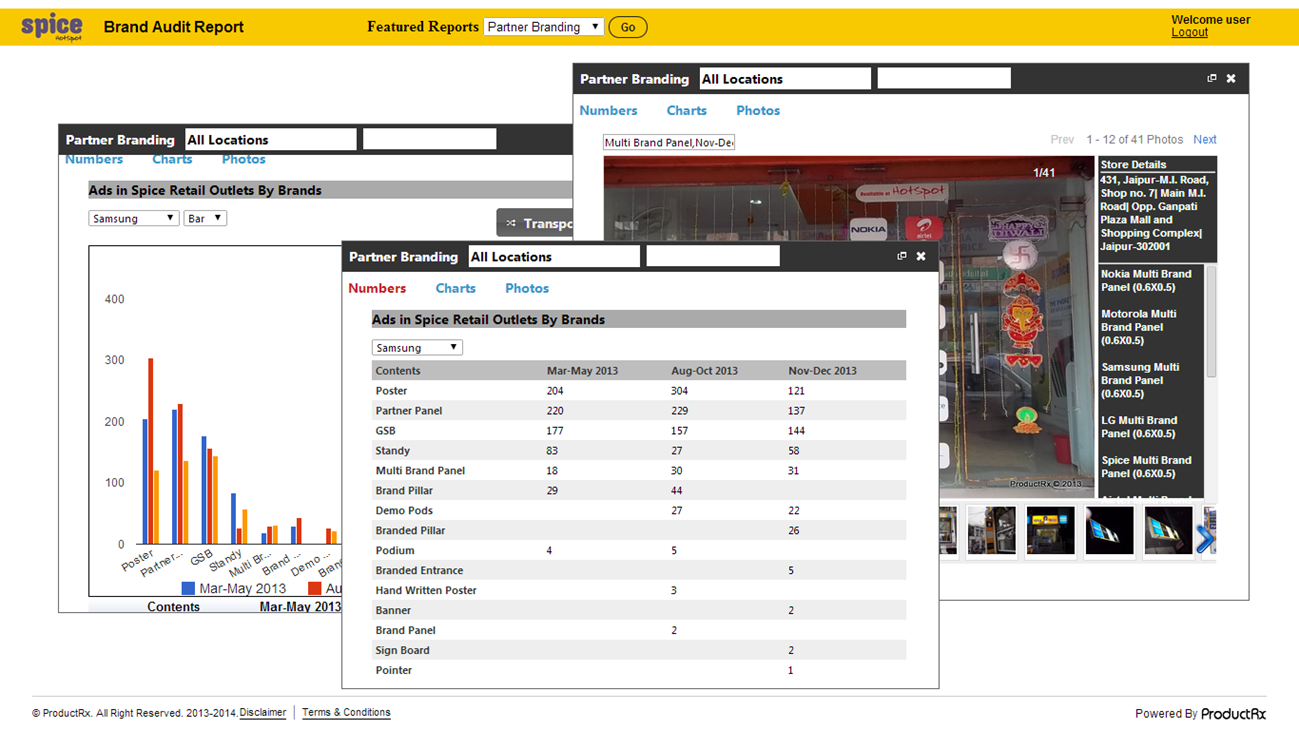 spice
HotSpot
Brand Audit Report
Featured Reports Partner Branding Go
Welcome user
Logout
Partner Branding All Locations
Numbers Charts Photos
Ads in Spice Retail Outlets By Brands
Samsung Bar
Transpo
400
300
200
100
0
Poster Partner... GSB Standy Multi Br... Brand ... Demo ... Bran
Mar-May 2013 Au
Contents Mar-May 2013
Partner Branding All Locations
Numbers Charts Photos
Multi Brand Panel,Nov-De
Prev 1 - 12 of 41 Photos Next
1/41
Available at HotSpot
NOKIA
airtel
HAPPY
DIWALI
ProductRx © 2013
Store Details
431, Jaipur-M.I. Road,
Shop no. 7| Main M.I.
Road| Opp. Ganpati
Plaza Mall and
Shopping Complex|
Jaipur-302001
Nokia Multi Brand
Panel (0.6X0.5)
Motorola Multi
Brand Panel
(0.6X0.5)
Samsung Multi
Brand Panel
(0.6X0.5)
LG Multi Brand
Panel (0.6X0.5)
Spice Multi Brand
Panel (0.6X0.5)
Airtel Multi Brand
Partner Branding All Locations
Numbers Charts Photos
Ads in Spice Retail Outlets By Brands
Samsung
Contents Mar-May 2013 Aug-Oct 2013 Nov-Dec 2013
Poster 204 304 121
Partner Panel 220 229 137
GSB 177 157 144
Standy 83 27 58
Multi Brand Panel 18 30 31
Brand Pillar 29 44
Demo Pods 27 22
Branded Pillar 26
Podium 4 5
Branded Entrance 5
Hand Written Poster 3
Banner 2
Brand Panel 2
Sign Board 2
Pointer 1
© ProductRx. All Right Reserved. 2013-2014. Disclaimer | Terms & Conditions
Powered By ProductRx